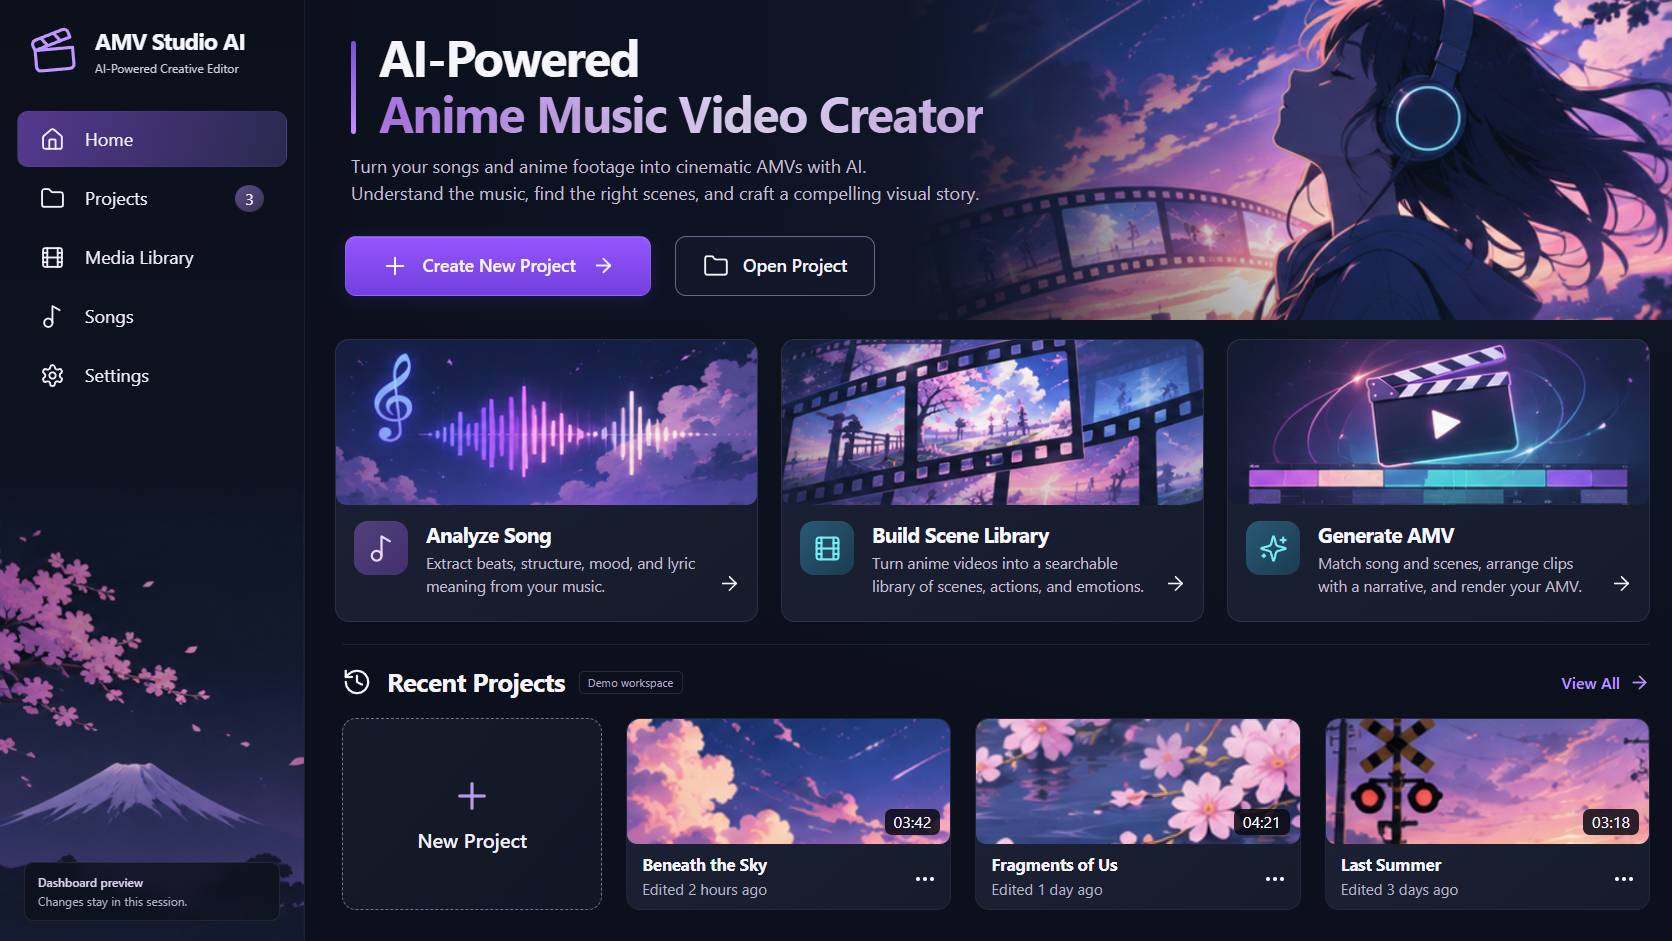 AMV Studio AI
AI-Powered Creative Editor
Home
Projects
3
Media Library
Songs
Settings
Dashboard preview
Changes stay in this session.
AI-Powered
Anime Music Video Creator
Turn your songs and anime footage into cinematic AMVs with AI.
Understand the music, find the right scenes, and craft a compelling visual story.
Create New Project
Open Project
Analyze Song
Extract beats, structure, mood, and lyric
meaning from your music.
Build Scene Library
Turn anime videos into a searchable
library of scenes, actions, and emotions.
Generate AMV
Match song and scenes, arrange clips
with a narrative, and render your AMV.
Recent Projects
Demo workspace
View All
New Project
03:42
Beneath the Sky
Edited 2 hours ago
04:21
Fragments of Us
Edited 1 day ago
03:18
Last Summer
Edited 3 days ago